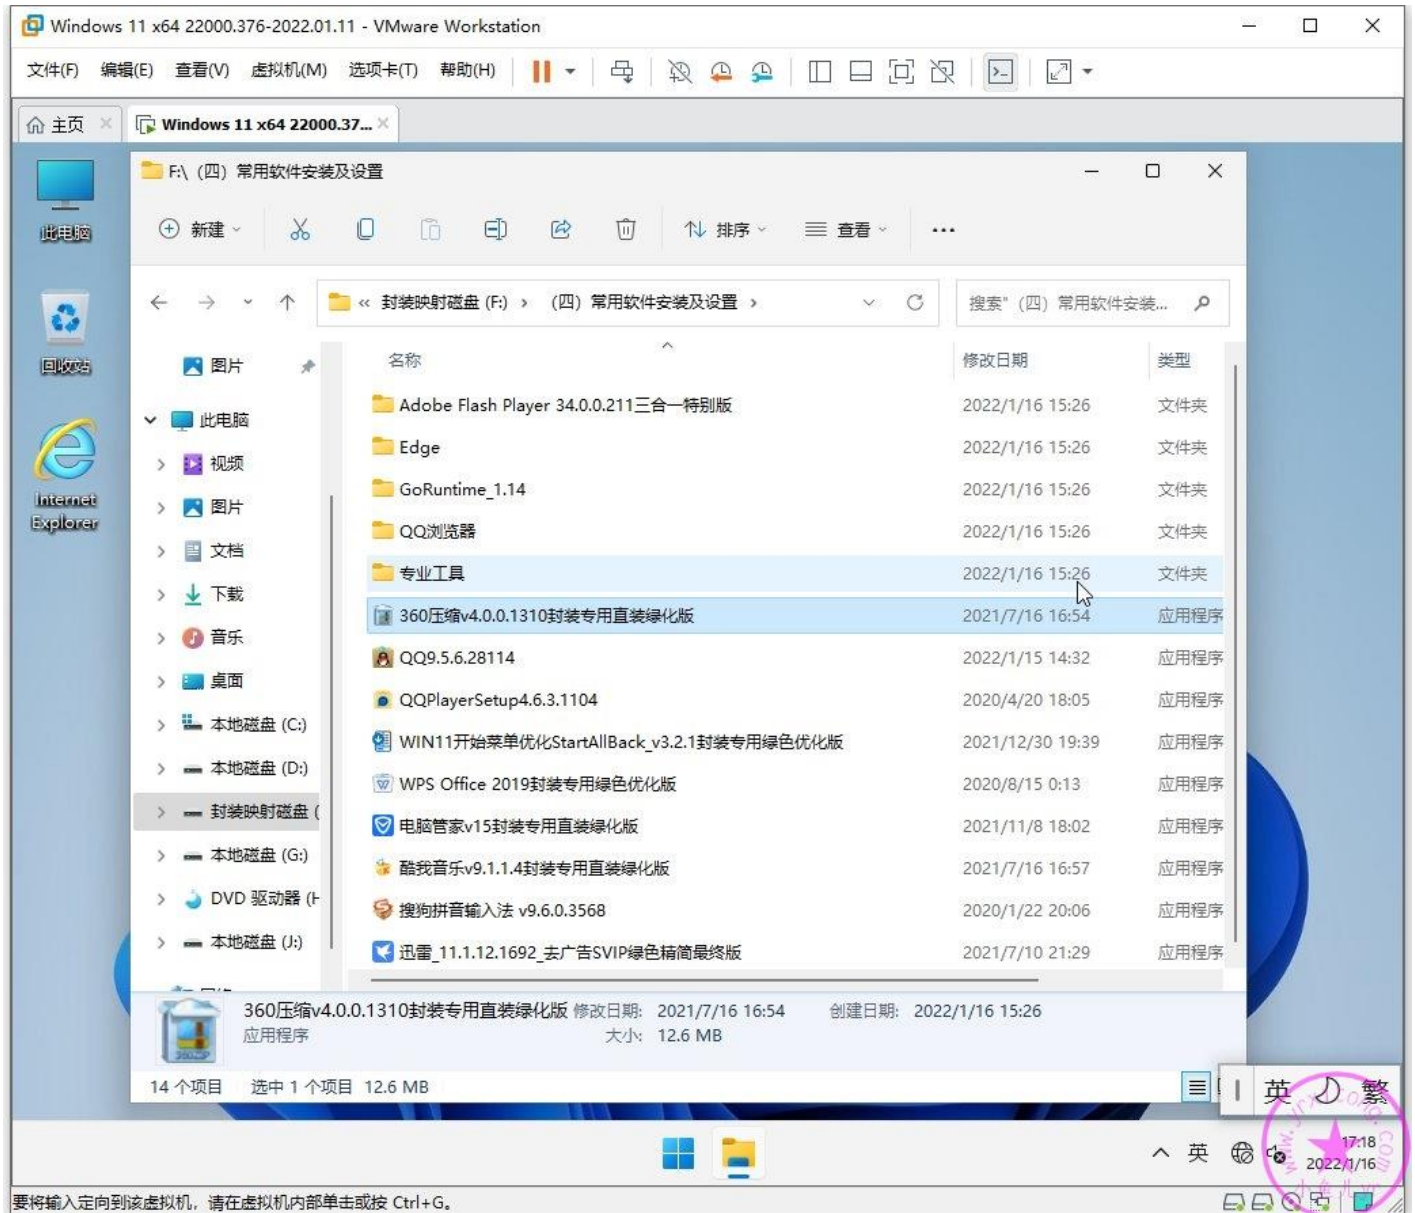 Windows 11 x64 22000.376-2022.01.11 - VMware Workstation
文件(F) 编辑(E) 查看(V) 虚拟机(M) 选项卡(T) 帮助(H)
主页 Windows 11 x64 22000.37...
F:\ (四) 常用软件安装及设置
此电脑
新建 排序 查看 ...
« 封装映射磁盘 (F:) › (四) 常用软件安装及设置 ›
搜索"(四) 常用软件安装...
回收站
Internet
Explorer
图片
此电脑
视频
图片
文档
下载
音乐
桌面
本地磁盘 (C:)
本地磁盘 (D:)
封装映射磁盘 (
本地磁盘 (G:)
DVD 驱动器 (H
本地磁盘 (J:)
名称 修改日期 类型
Adobe Flash Player 34.0.0.211三合一特别版 2022/1/16 15:26 文件夹
Edge 2022/1/16 15:26 文件夹
GoRuntime_1.14 2022/1/16 15:26 文件夹
QQ浏览器 2022/1/16 15:26 文件夹
专业工具 2022/1/16 15:26 文件夹
360压缩v4.0.0.1310封装专用直装绿化版 2021/7/16 16:54 应用程序
QQ9.5.6.28114 2022/1/15 14:32 应用程序
QQPlayerSetup4.6.3.1104 2020/4/20 18:05 应用程序
WIN11开始菜单优化StartAllBack_v3.2.1封装专用绿色优化版 2021/12/30 19:39 应用程序
WPS Office 2019封装专用绿色优化版 2020/8/15 0:13 应用程序
电脑管家v15封装专用直装绿化版 2021/11/8 18:02 应用程序
酷我音乐v9.1.1.4封装专用直装绿化版 2021/7/16 16:57 应用程序
搜狗拼音输入法 v9.6.0.3568 2020/1/22 20:06 应用程序
迅雷_11.1.12.1692_去广告SVIP绿色精简最终版 2021/7/10 21:29 应用程序
360压缩v4.0.0.1310封装专用直装绿化版 修改日期: 2021/7/16 16:54 创建日期: 2022/1/16 15:26
应用程序 大小: 12.6 MB
360ZIP
14 个项目 选中 1 个项目 12.6 MB
英 繁
英
17:18
2022/1/16
要将输入定向到该虚拟机，请在虚拟机内部单击或按 Ctrl+G。